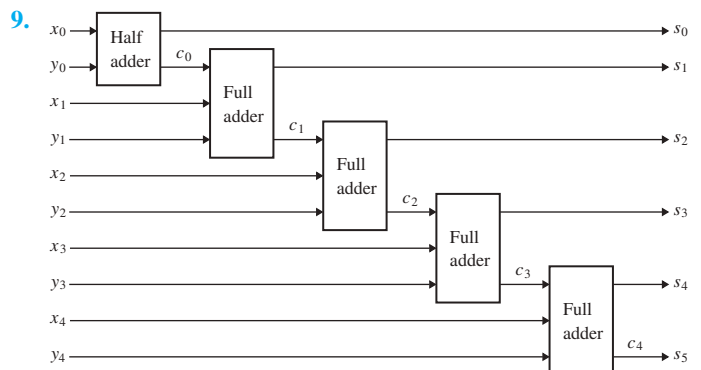 9.
x0 Half adder s0
y0 c0 s1
x1 Full adder
y1 c1 s2
x2 Full adder
y2 c2 s3
x3 Full adder
y3 c3 s4
x4 Full adder
y4 c4 s5